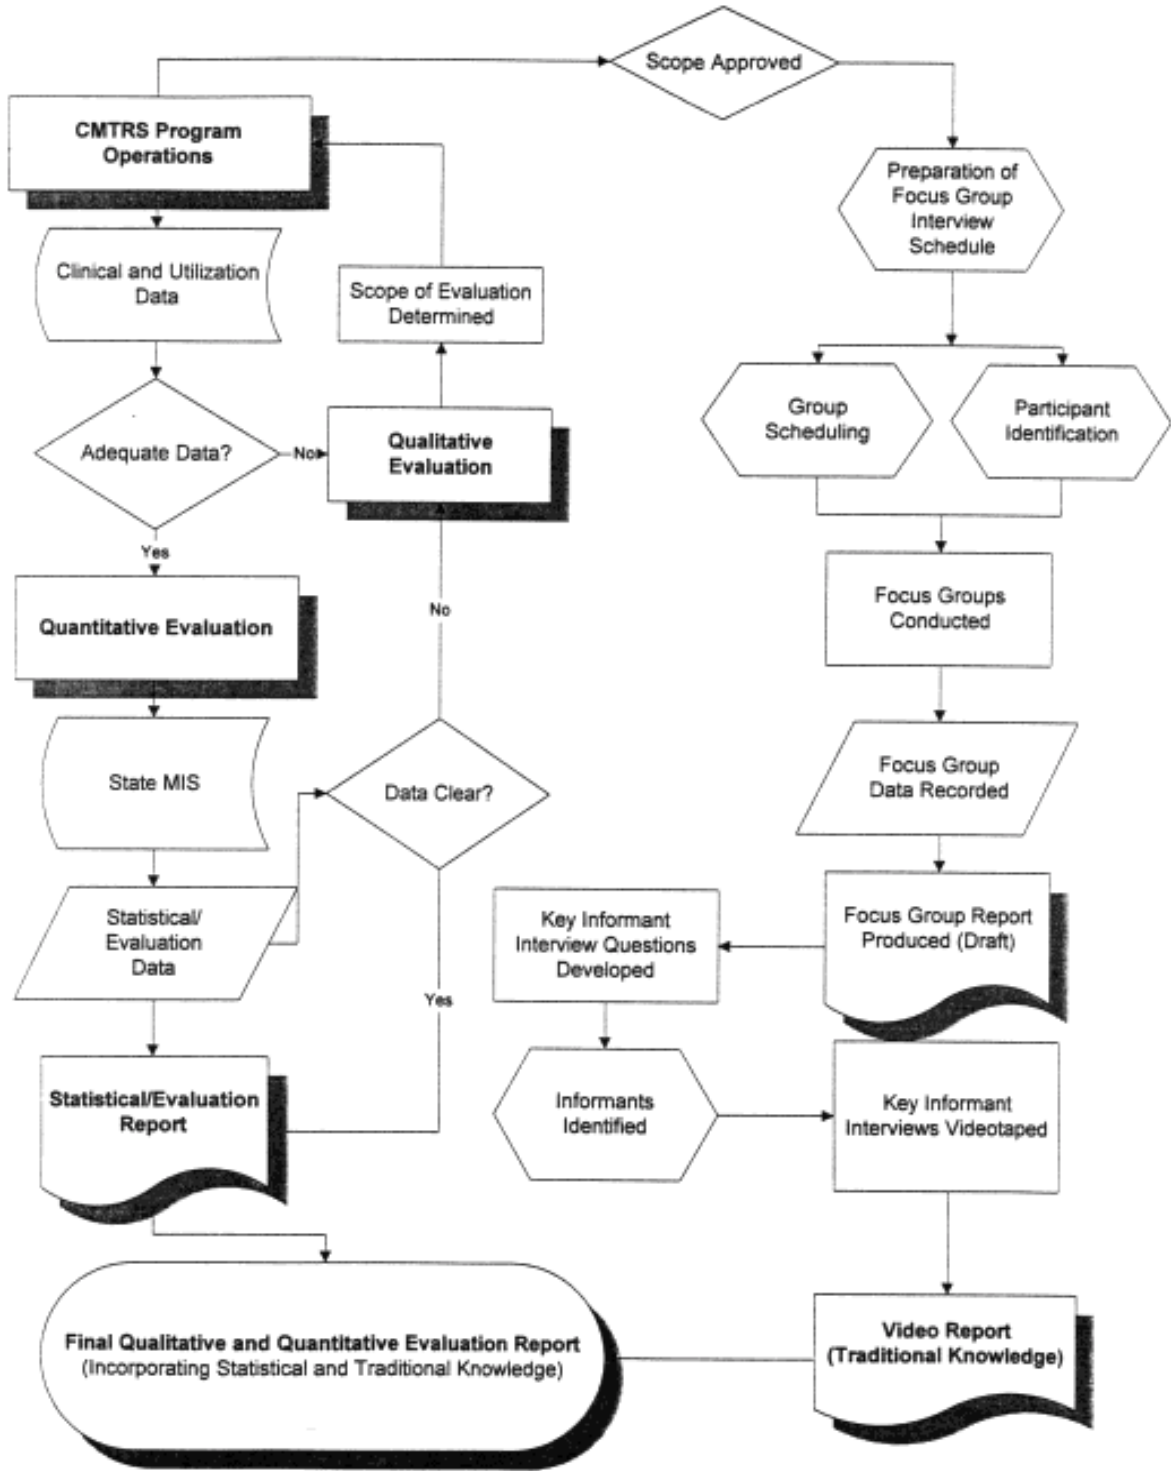 Scope Approved
CMTRS Program
Operations
Preparation of
Focus Group
Interview
Schedule
Clinical and Utilization
Data
Scope of Evaluation
Determined
Group
Scheduling
Participant
Identification
Adequate Data?
No
Qualitative
Evaluation
Yes
Quantitative Evaluation
No
Focus Groups
Conducted
State MIS
Data Clear?
Focus Group
Data Recorded
Statistical/
Evaluation
Data
Key Informant
Interview Questions
Developed
Focus Group Report
Produced (Draft)
Yes
Statistical/Evaluation
Report
Informants
Identified
Key Informant
Interviews Videotaped
Final Qualitative and Quantitative Evaluation Report
(Incorporating Statistical and Traditional Knowledge)
Video Report
(Traditional Knowledge)